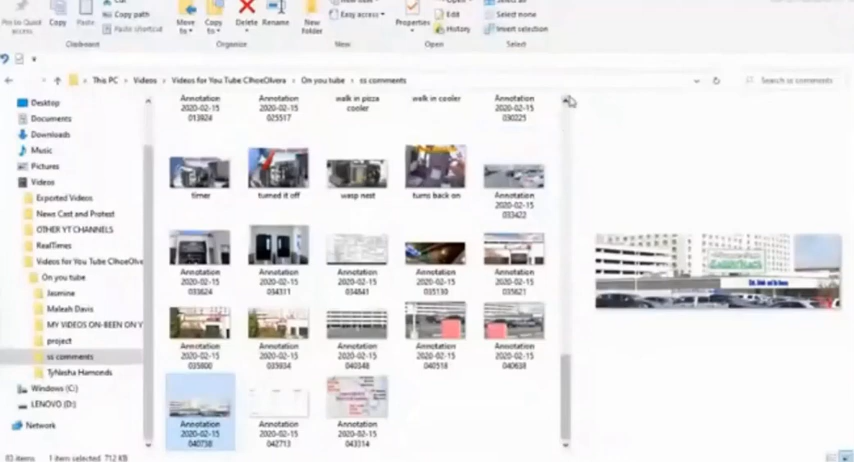 Cut
Copy path
Paste shortcut
Pin to Quick access
Copy
Paste
Move to
Copy to
Delete
Rename
New Folder
Easy access
Properties
Edit
History
Select none
Insert selection
Clipboard
Organize
New
Open
Select
This PC > Videos > Videos for You Tube ClhoeOlvera > On you tube > ss comments
Search ss comments
Desktop
Documents
Downloads
Music
Pictures
Videos
Exported Videos
News Cast and Protest
OTHER YT CHANNELS
RealTimes
Videos for You Tube ClhoeOlve
On you tube
Jasmine
Maleah Davis
MY VIDEOS ON-BEEN ON Y
project
ss comments
TyNesha Hamonds
Windows (C:)
LENOVO (D:)
Network
Annotation 2020-02-15 013924
Annotation 2020-02-15 025517
walk in pizza cooler
walk in cooler
Annotation 2020-02-15 030225
timer
turned it off
wasp nest
turns back on
Annotation 2020-02-15 033422
Annotation 2020-02-15 033624
Annotation 2020-02-15 034311
Annotation 2020-02-15 034841
Annotation 2020-02-15 035130
Annotation 2020-02-15 035621
Annotation 2020-02-15 035800
Annotation 2020-02-15 035934
Annotation 2020-02-15 040348
Annotation 2020-02-15 040518
Annotation 2020-02-15 040638
Annotation 2020-02-15 040738
Annotation 2020-02-15 042713
Annotation 2020-02-15 043314
83 items
1 item selected 712 KB